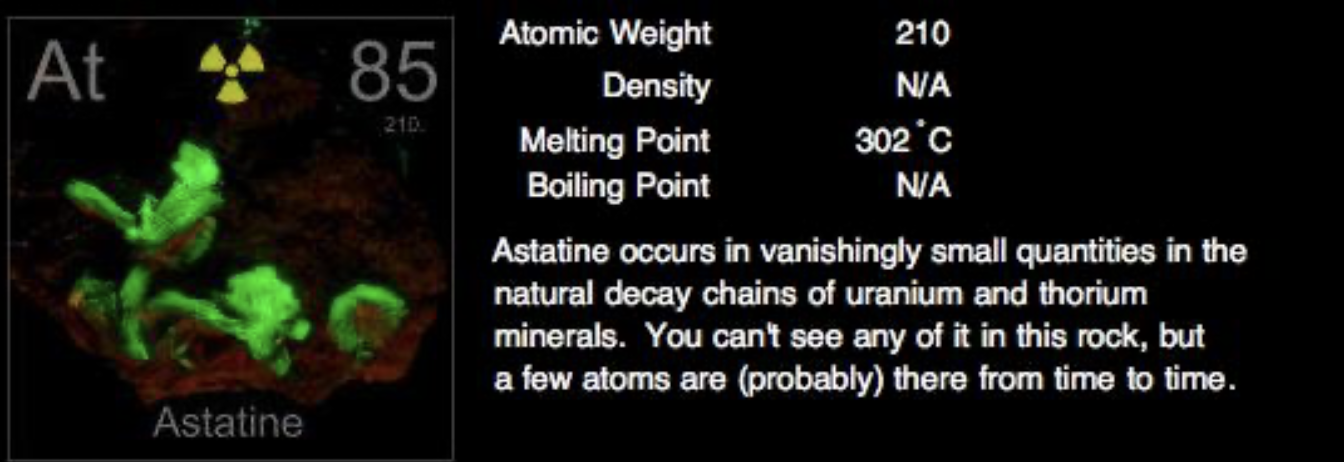 At 85
210.
Astatine
Atomic Weight 210
Density N/A
Melting Point 302°C
Boiling Point N/A
Astatine occurs in vanishingly small quantities in the
natural decay chains of uranium and thorium
minerals. You can't see any of it in this rock, but
a few atoms are (probably) there from time to time.